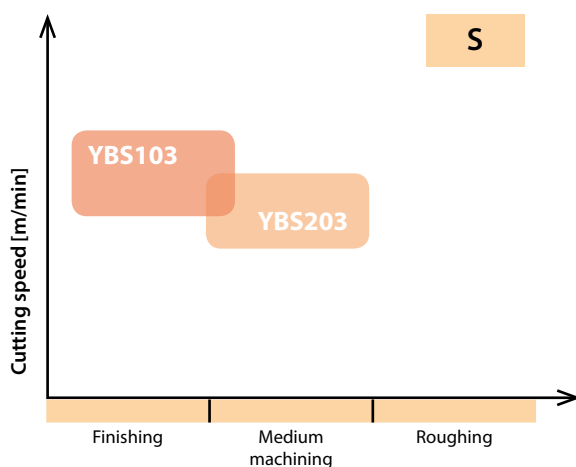 S
YBS103
YBS203
Cutting speed [m/min]
Finishing
Medium
machining
Roughing